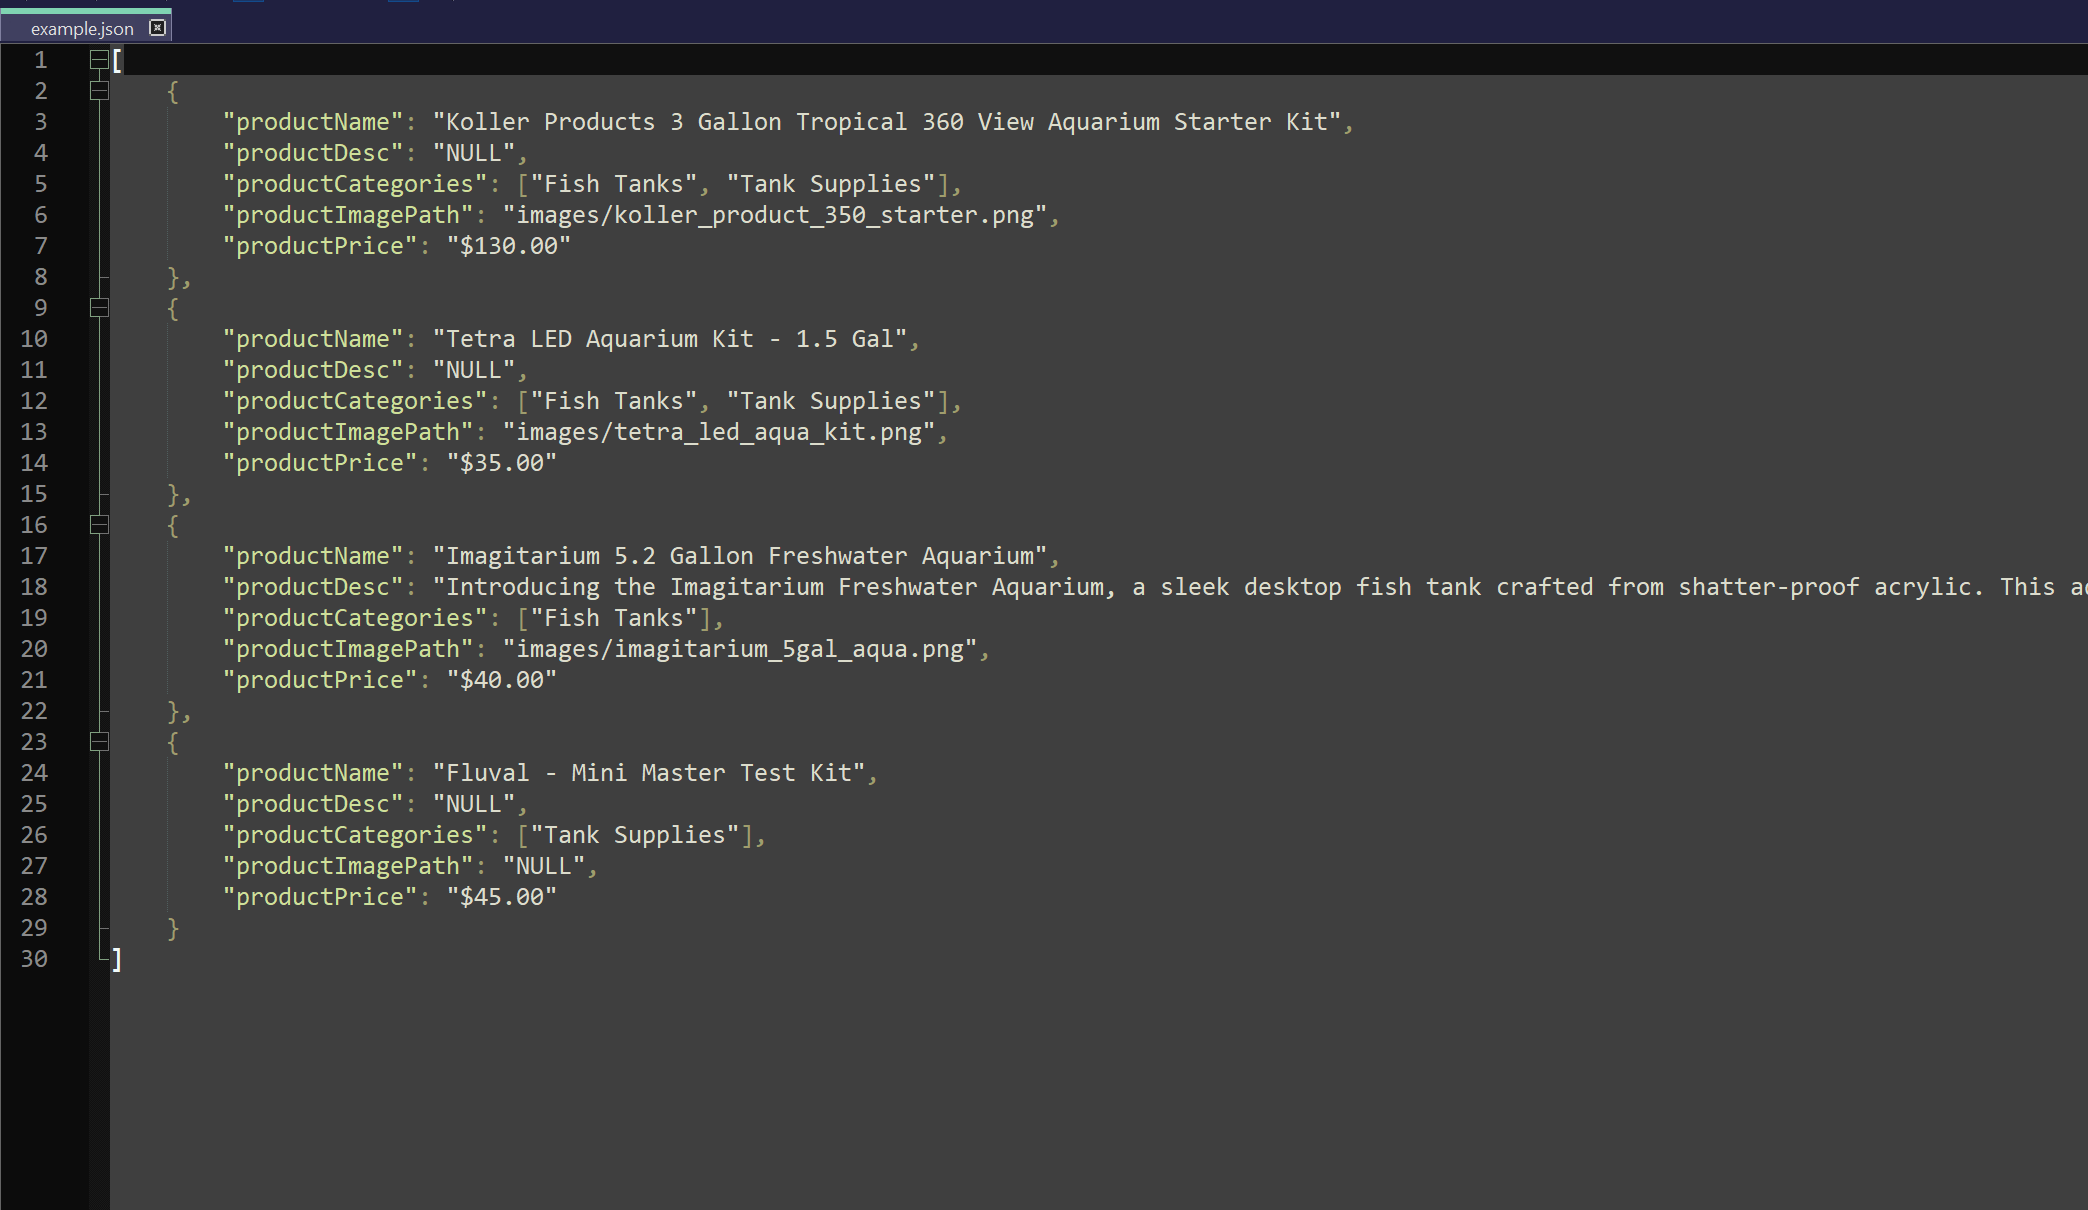 example.json
1 [
2 {
3 "productName": "Koller Products 3 Gallon Tropical 360 View Aquarium Starter Kit",
4 "productDesc": "NULL",
5 "productCategories": ["Fish Tanks", "Tank Supplies"],
6 "productImagePath": "images/koller_product_350_starter.png",
7 "productPrice": "$130.00"
8 },
9 {
10 "productName": "Tetra LED Aquarium Kit - 1.5 Gal",
11 "productDesc": "NULL",
12 "productCategories": ["Fish Tanks", "Tank Supplies"],
13 "productImagePath": "images/tetra_led_aqua_kit.png",
14 "productPrice": "$35.00"
15 },
16 {
17 "productName": "Imagitarium 5.2 Gallon Freshwater Aquarium",
18 "productDesc": "Introducing the Imagitarium Freshwater Aquarium, a sleek desktop fish tank crafted from shatter-proof acrylic. This
19 "productCategories": ["Fish Tanks"],
20 "productImagePath": "images/imagitarium_5gal_aqua.png",
21 "productPrice": "$40.00"
22 },
23 {
24 "productName": "Fluval - Mini Master Test Kit",
25 "productDesc": "NULL",
26 "productCategories": ["Tank Supplies"],
27 "productImagePath": "NULL",
28 "productPrice": "$45.00"
29 }
30 ]